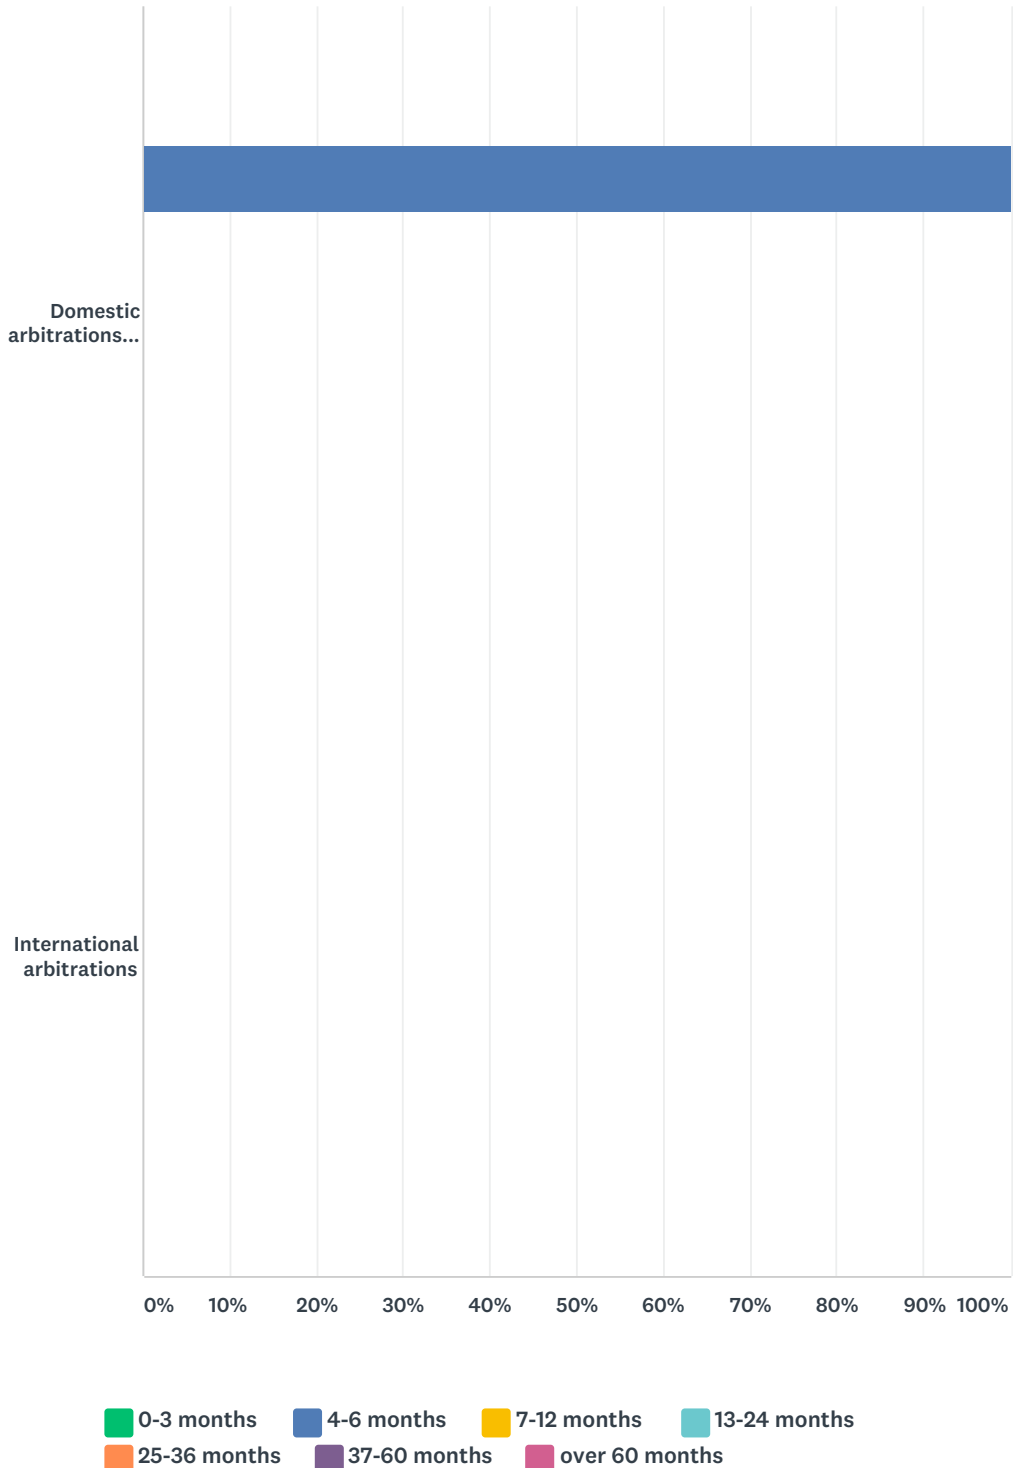 Domestic
arbitrations...
International
arbitrations
0% 10% 20% 30% 40% 50% 60% 70% 80% 90% 100%
0-3 months 4-6 months 7-12 months 13-24 months
25-36 months 37-60 months over 60 months